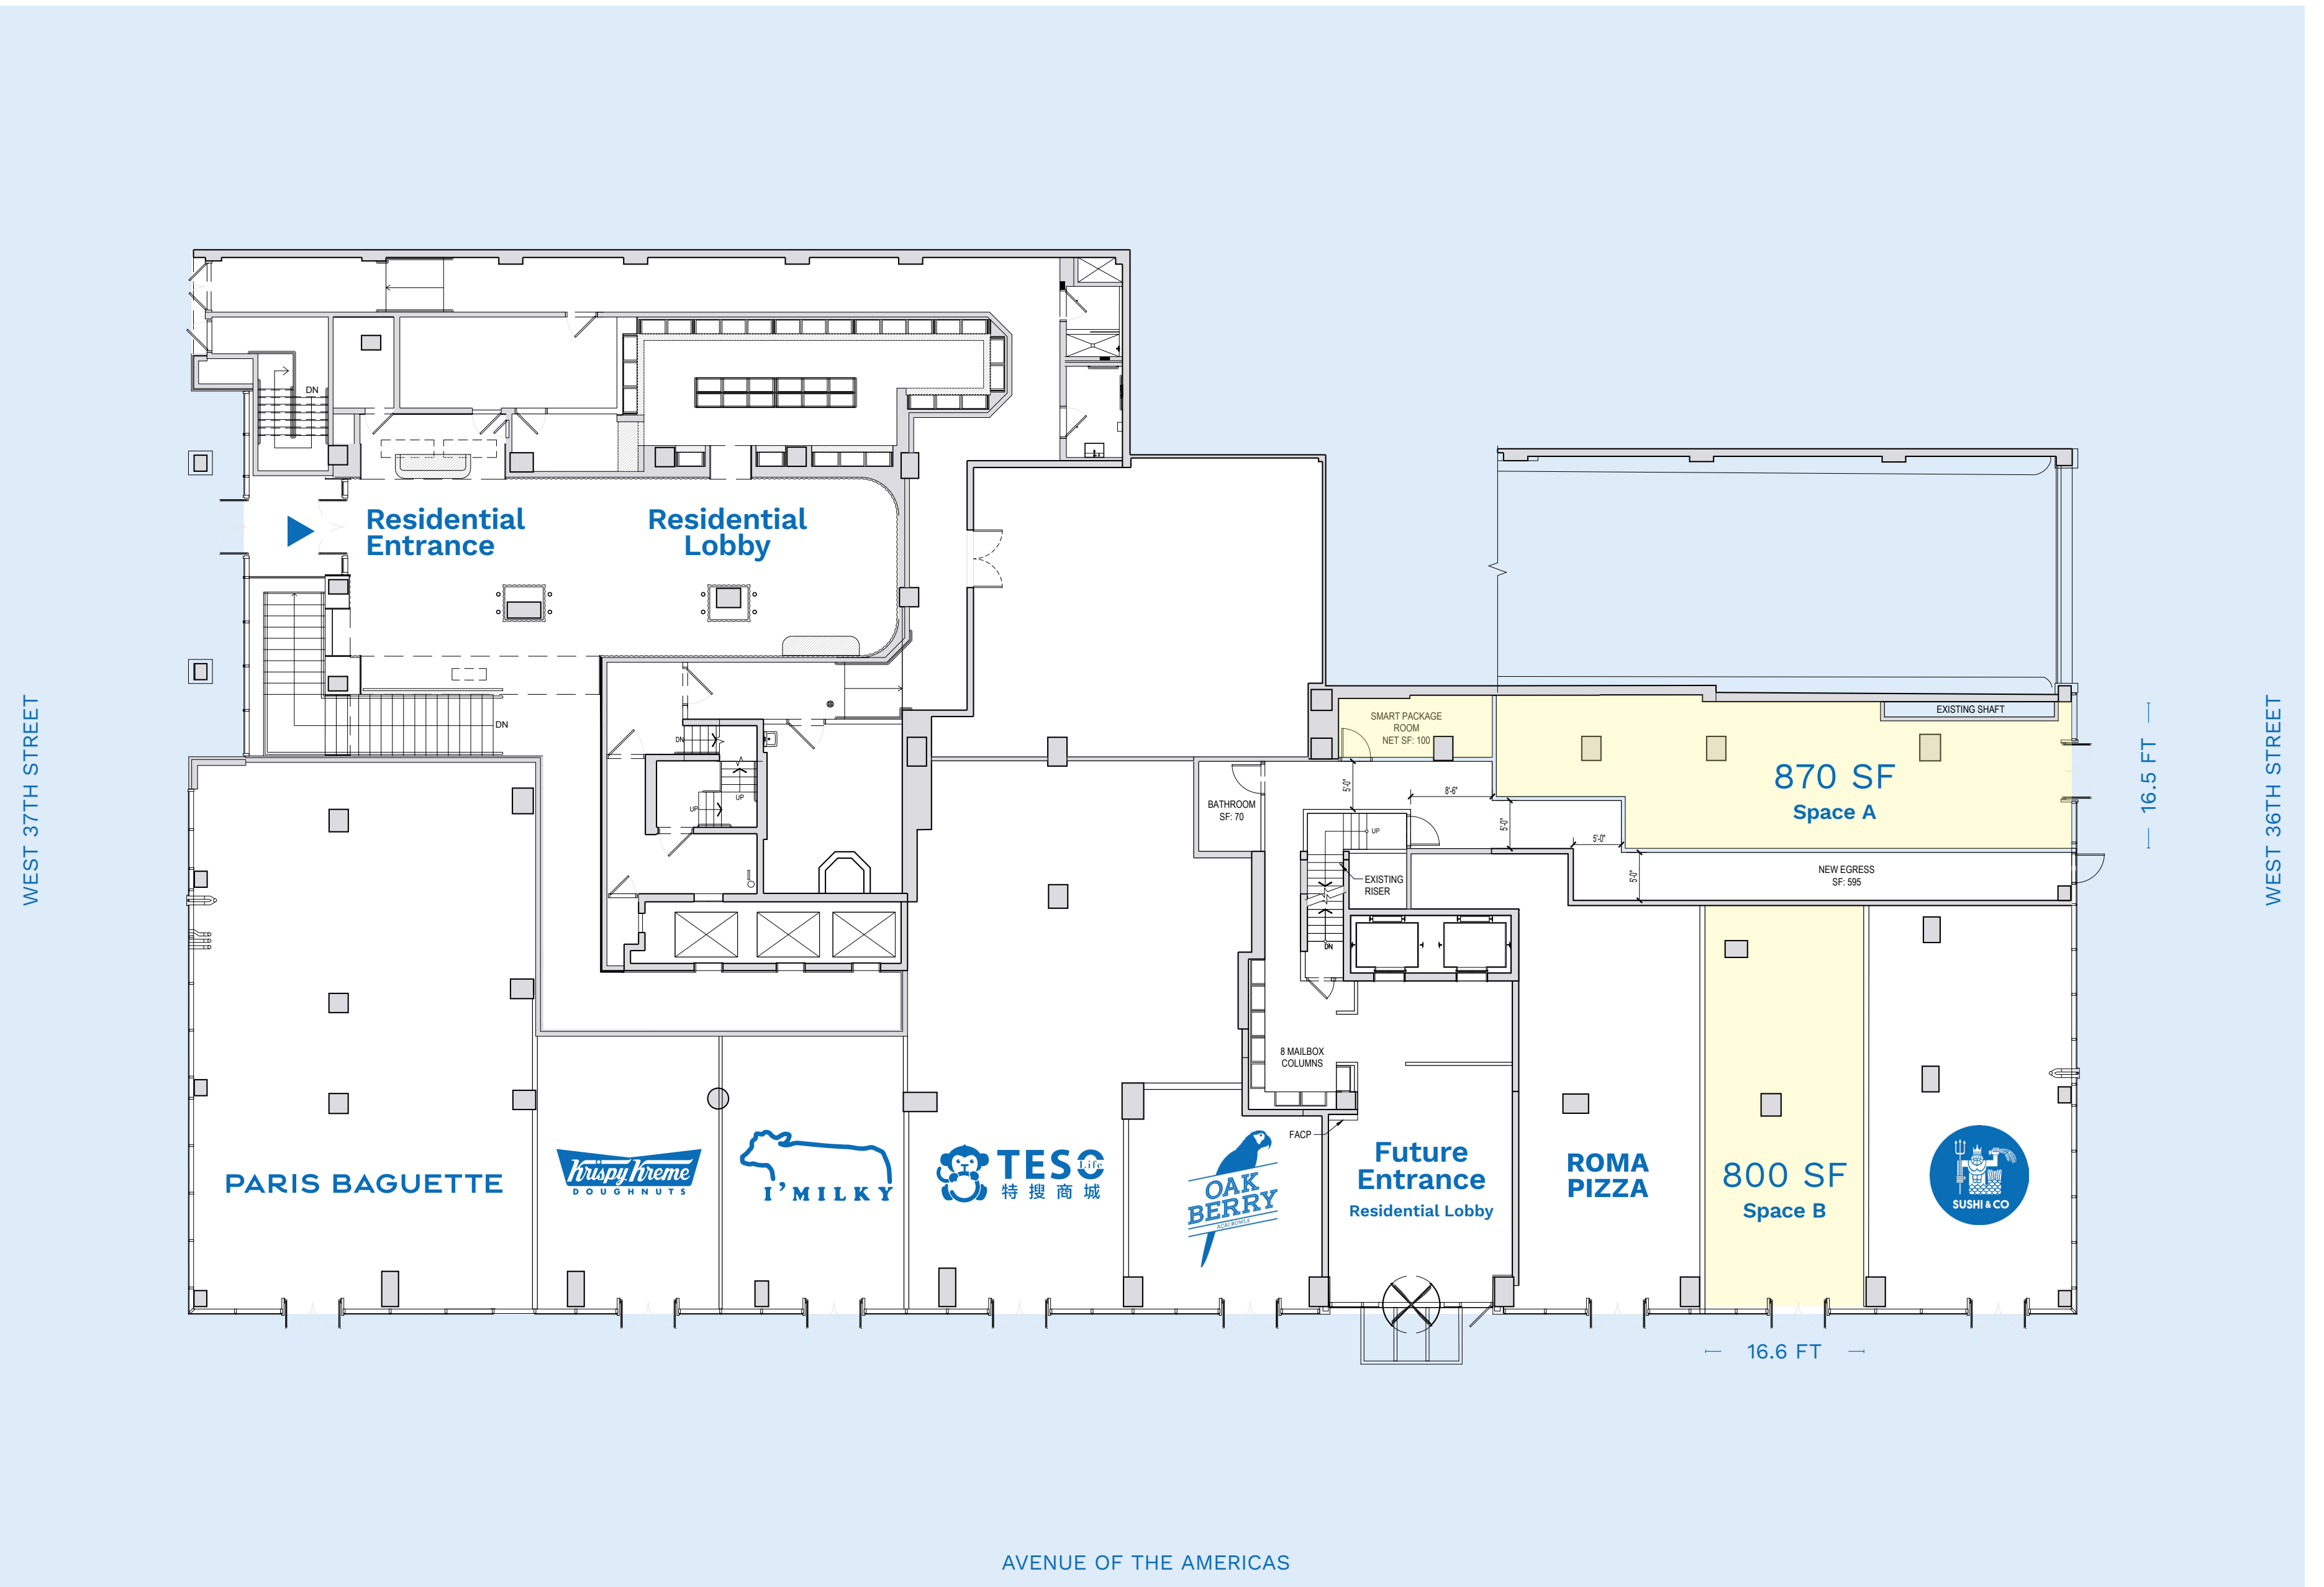 DN
Residential
Entrance
Residential
Lobby
WEST 37TH STREET
WEST 36TH STREET
DN
DN
UP
UP
SMART PACKAGE
ROOM
NET SF: 100
EXISTING SHAFT
870 SF
Space A
16.5 FT
BATHROOM
SF: 70
5'-0"
8'-6"
5'-0"
5'-0"
5'-0"
UP
EXISTING
RISER
NEW EGRESS
SF: 595
DN
8 MAILBOX
COLUMNS
FACP
PARIS BAGUETTE
Krispy Kreme
DOUGHNUTS
I'MILKY
TESO
Life
特搜商城
OAK
BERRY
AÇAÍ BOWLS
Future
Entrance
Residential Lobby
ROMA
PIZZA
800 SF
Space B
SUSHI & CO
16.6 FT
AVENUE OF THE AMERICAS